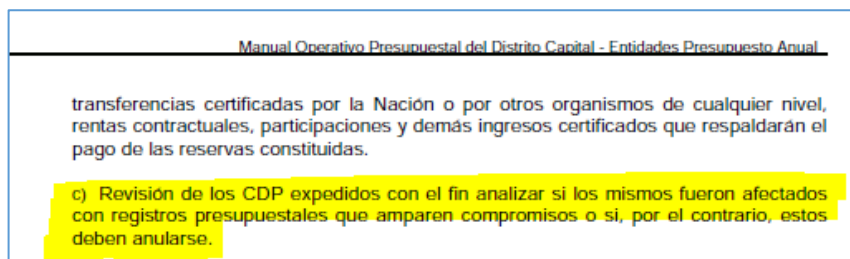 Manual Operativo Presupuestal del Distrito Capital - Entidades Presupuesto Anual
transferencias certificadas por la Nación o por otros organismos de cualquier nivel,
rentas contractuales, participaciones y demás ingresos certificados que respaldarán el
pago de las reservas constituidas.
c) Revisión de los CDP expedidos con el fin analizar si los mismos fueron afectados
con registros presupuestales que amparen compromisos o si, por el contrario, estos
deben anularse.